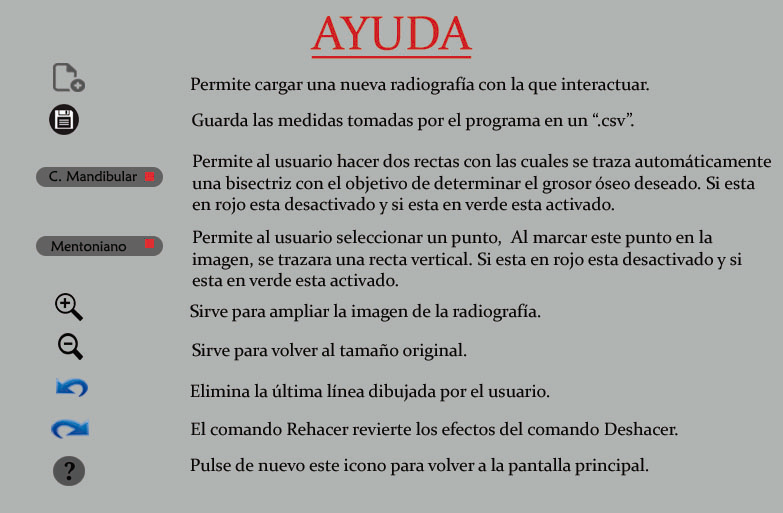 AYUDA
Permite cargar una nueva radiografía con la que interactuar.
Guarda las medidas tomadas por el programa en un “.csv”.
C. Mandibular
Permite al usuario hacer dos rectas con las cuales se traza automáticamente
una bisectriz con el objetivo de determinar el grosor óseo deseado. Si esta
en rojo esta desactivado y si esta en verde esta activado.
Mentoniano
Permite al usuario seleccionar un punto, Al marcar este punto en la
imagen, se trazara una recta vertical. Si esta en rojo esta desactivado y si
esta en verde esta activado.
Sirve para ampliar la imagen de la radiografía.
Sirve para volver al tamaño original.
Elimina la última línea dibujada por el usuario.
El comando Rehacer revierte los efectos del comando Deshacer.
?
Pulse de nuevo este icono para volver a la pantalla principal.